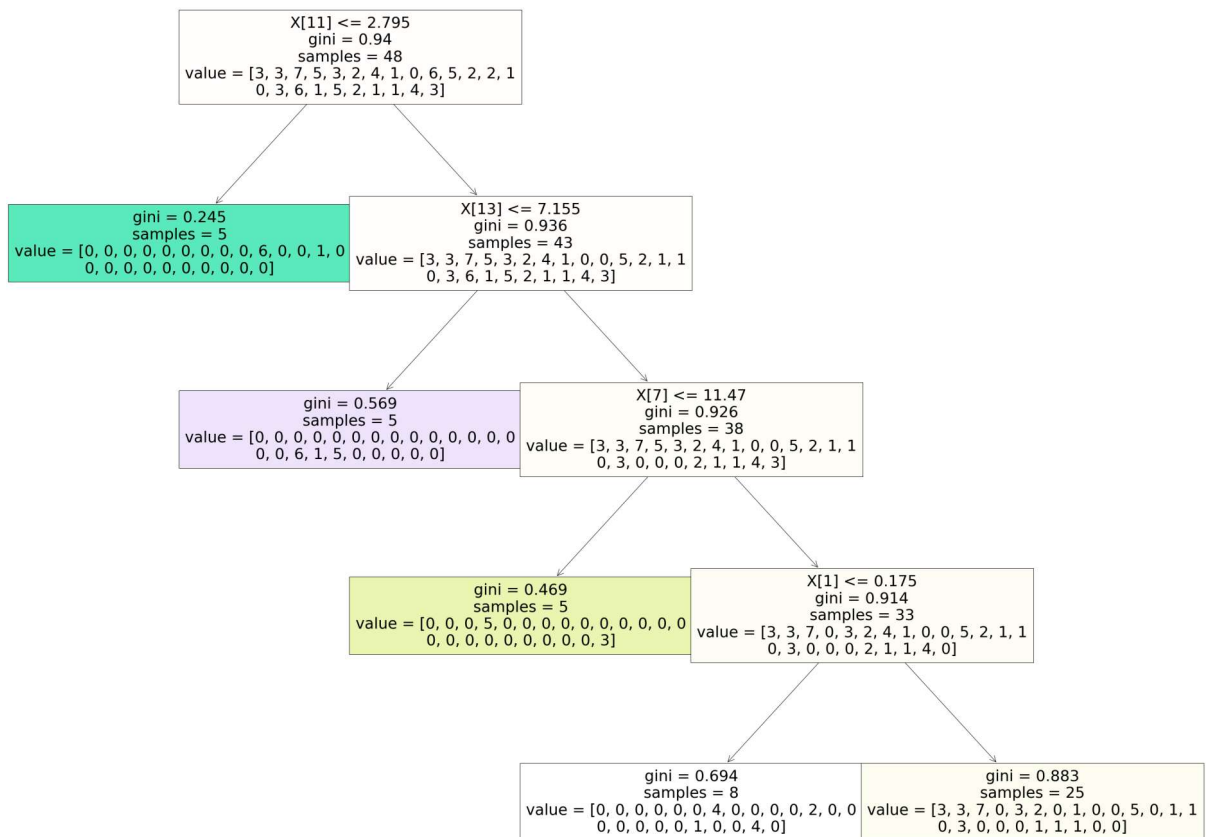 X[11] <= 2.795
gini = 0.94
samples = 48
value = [3, 3, 7, 5, 3, 2, 4, 1, 0, 6, 5, 2, 2, 1
0, 3, 6, 1, 5, 2, 1, 1, 4, 3]
gini = 0.245
samples = 5
value = [0, 0, 0, 0, 0, 0, 0, 0, 0, 6, 0, 0, 1, 0
0, 0, 0, 0, 0, 0, 0, 0, 0, 0]
X[13] <= 7.155
gini = 0.936
samples = 43
value = [3, 3, 7, 5, 3, 2, 4, 1, 0, 0, 5, 2, 1, 1
0, 3, 6, 1, 5, 2, 1, 1, 4, 3]
gini = 0.569
samples = 5
value = [0, 0, 0, 0, 0, 0, 0, 0, 0, 0, 0, 0, 0, 0
0, 0, 6, 1, 5, 0, 0, 0, 0, 0]
X[7] <= 11.47
gini = 0.926
samples = 38
value = [3, 3, 7, 5, 3, 2, 4, 1, 0, 0, 5, 2, 1, 1
0, 3, 0, 0, 0, 2, 1, 1, 4, 3]
gini = 0.469
samples = 5
value = [0, 0, 0, 5, 0, 0, 0, 0, 0, 0, 0, 0, 0, 0
0, 0, 0, 0, 0, 0, 0, 0, 0, 3]
X[1] <= 0.175
gini = 0.914
samples = 33
value = [3, 3, 7, 0, 3, 2, 4, 1, 0, 0, 5, 2, 1, 1
0, 3, 0, 0, 0, 2, 1, 1, 4, 0]
gini = 0.694
samples = 8
value = [0, 0, 0, 0, 0, 0, 4, 0, 0, 0, 0, 2, 0, 0
0, 0, 0, 0, 0, 1, 0, 0, 4, 0]
gini = 0.883
samples = 25
value = [3, 3, 7, 0, 3, 2, 0, 1, 0, 0, 5, 0, 1, 1
0, 3, 0, 0, 0, 1, 1, 1, 0, 0]